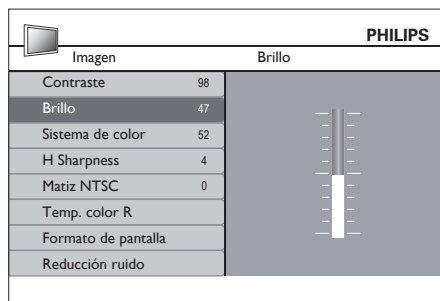 PHILIPS
Imagen Brillo
Contraste 98
Brillo 47
Sistema de color 52
H Sharpness 4
Matiz NTSC 0
Temp. color R
Formato de pantalla
Reducción ruido